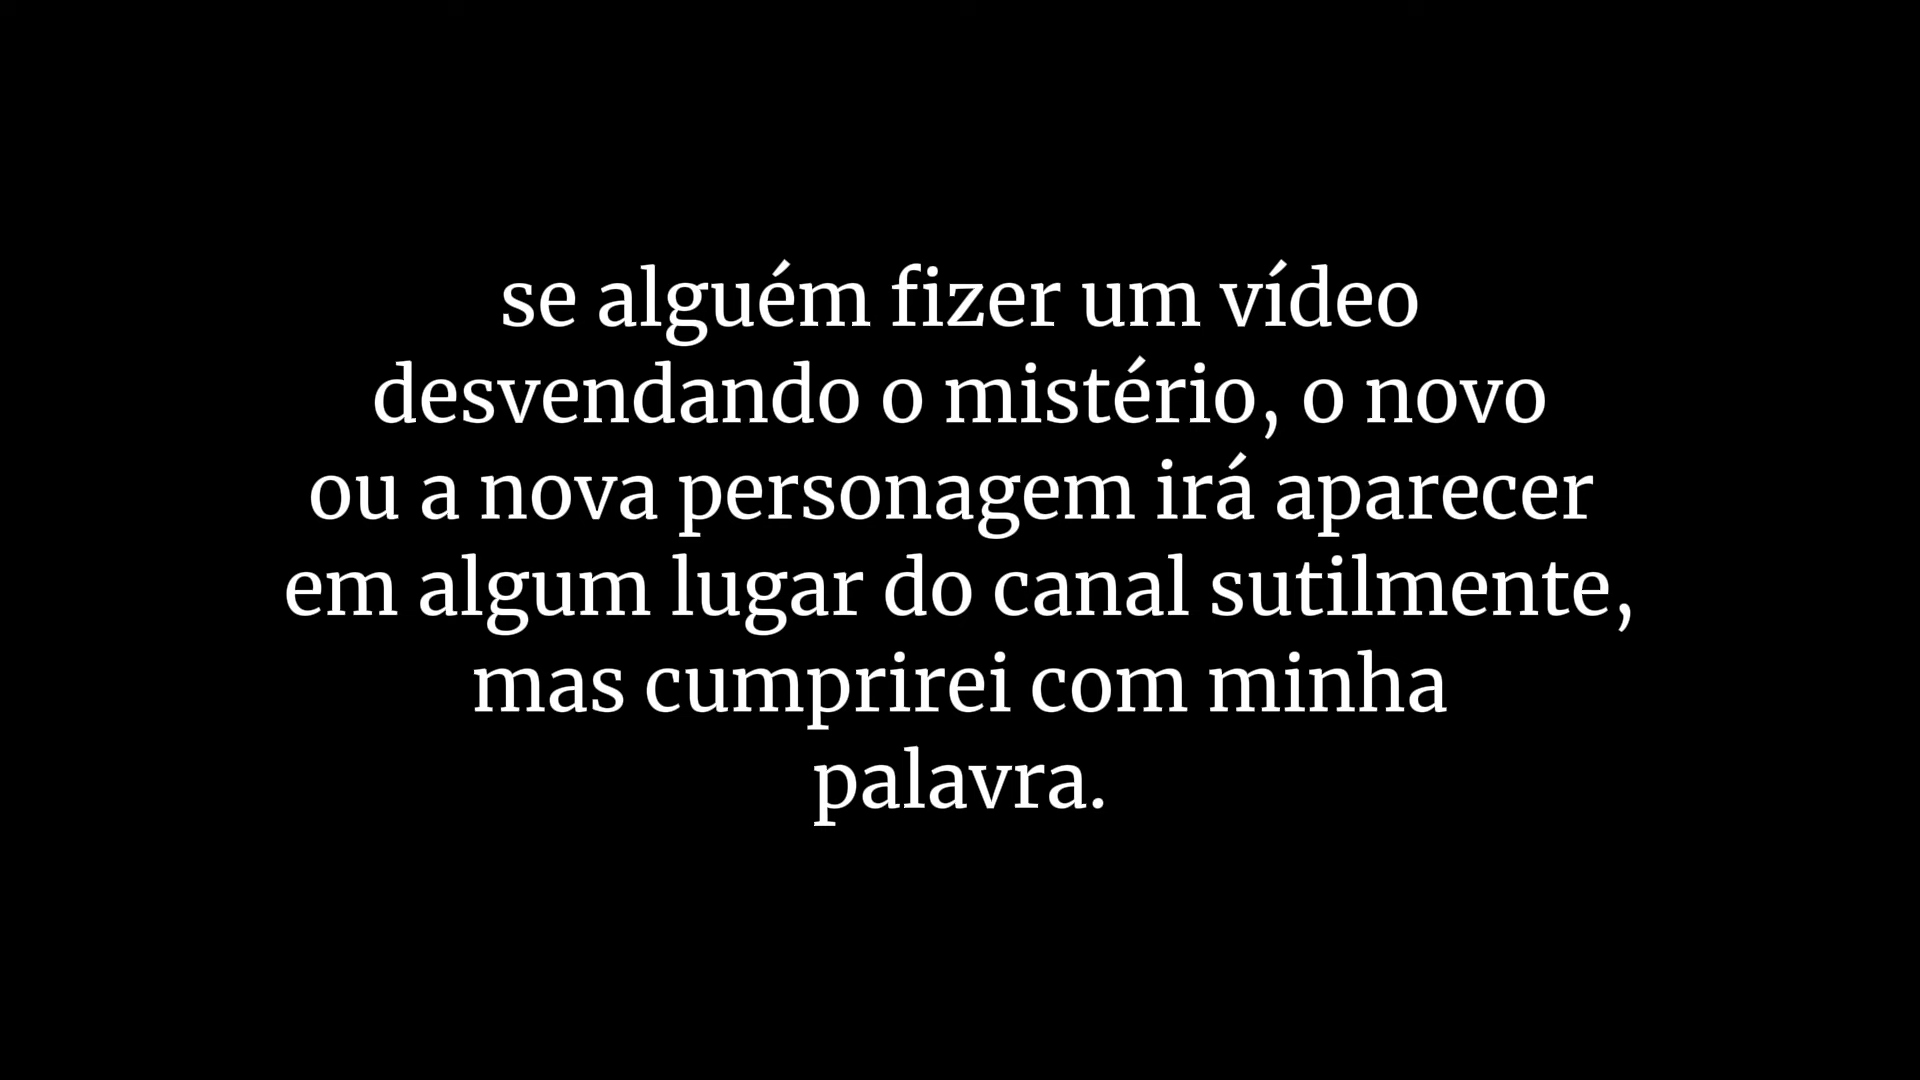 se alguém fizer um vídeo
desvendando o mistério, o novo
ou a nova personagem irá aparecer
em algum lugar do canal sutilmente,
mas cumprirei com minha
palavra.